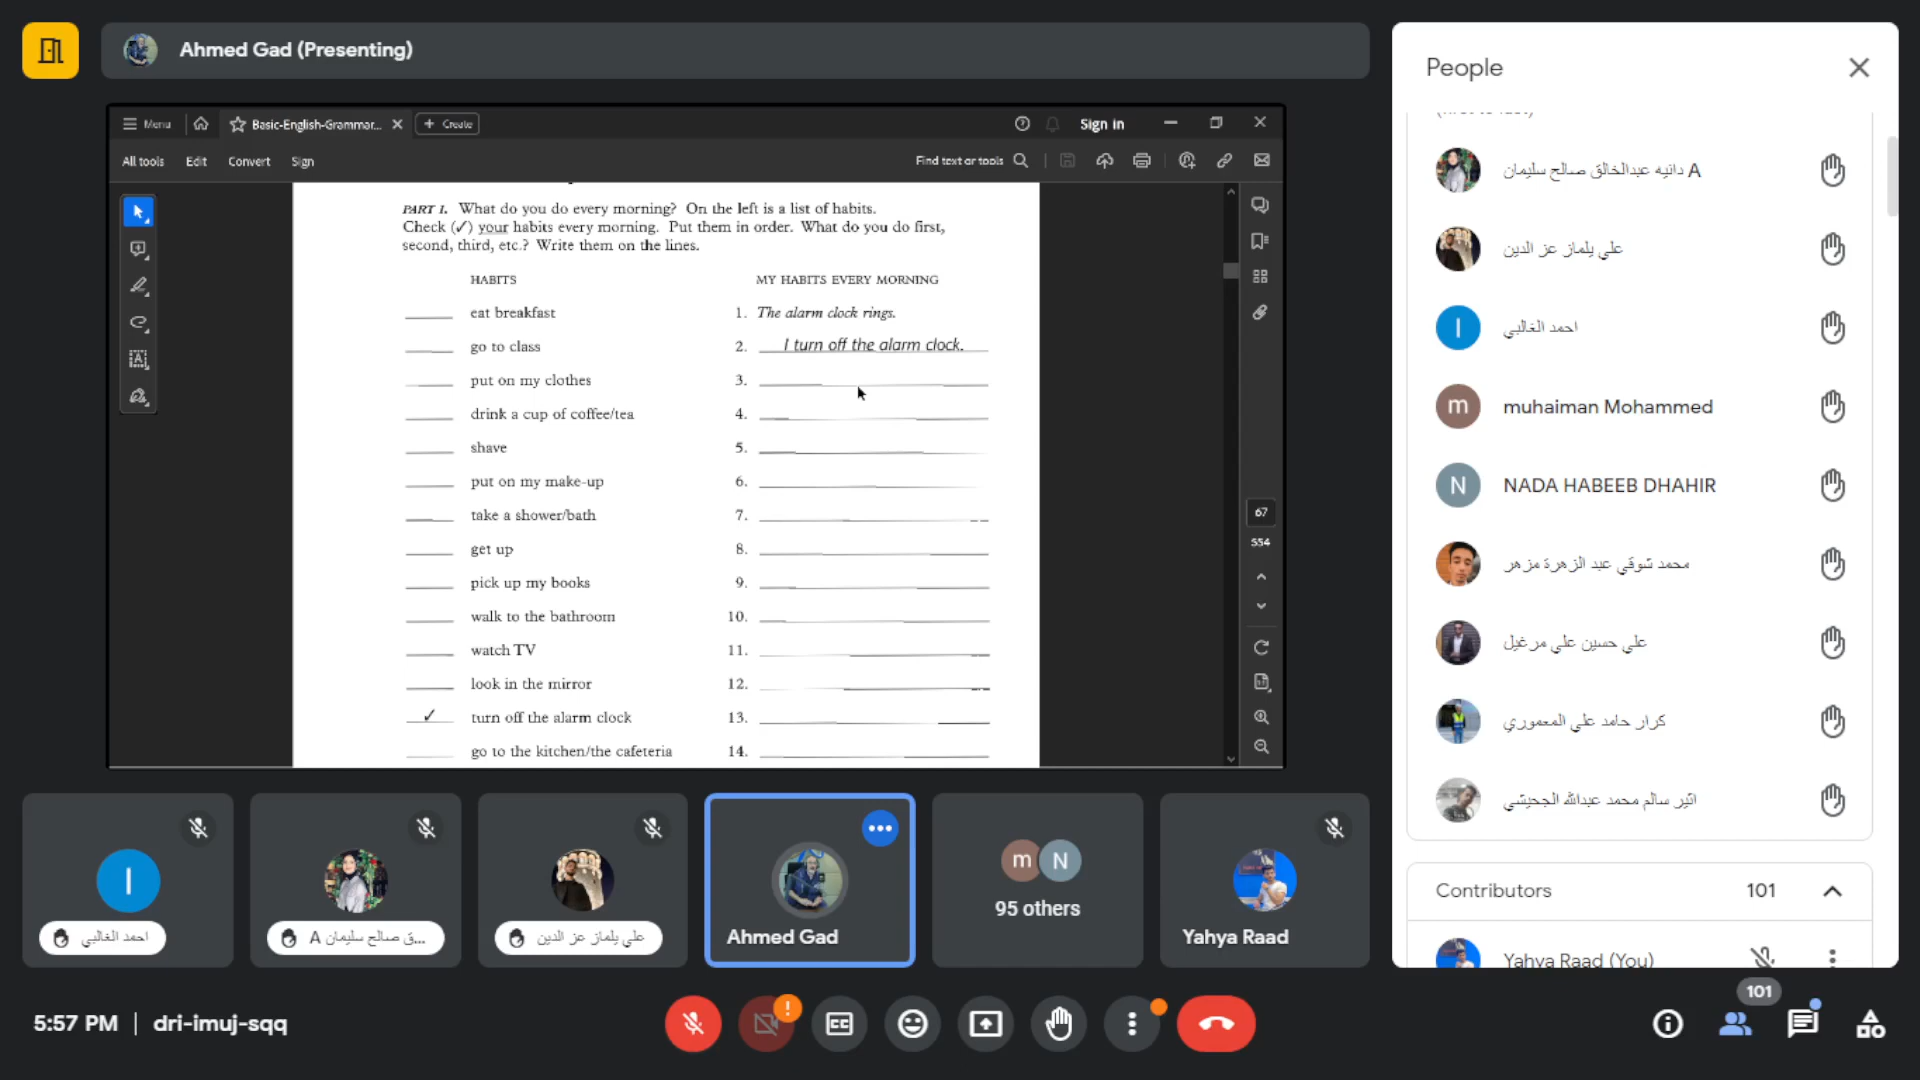 Ahmed Gad (Presenting)
Menu
Basic-English-Grammar...
+ Create
Sign in
All tools
Edit
Convert
Sign
Find text or tools
PART I. What do you do every morning? On the left is a list of habits.
Check (✓) your habits every morning. Put them in order. What do you do first,
second, third, etc.? Write them on the lines.
HABITS
eat breakfast
go to class
put on my clothes
drink a cup of coffee/tea
shave
put on my make-up
take a shower/bath
get up
pick up my books
walk to the bathroom
watch TV
look in the mirror
✓ turn off the alarm clock
go to the kitchen/the cafeteria
MY HABITS EVERY MORNING
1. The alarm clock rings.
2. I turn off the alarm clock.
3.
4.
5.
6.
7.
8.
9.
10.
11.
12.
13.
14.
67
554
احمد الغالبي
A ق صالح سليمان...
علي يلماز عز الدين
Ahmed Gad
m
N
95 others
Yahya Raad
People
A دانيه عبدالخالق صالح سليمان
علي يلماز عز الدين
احمد الغالبي
m
muhaiman Mohammed
N
NADA HABEEB DHAHIR
محمد شوقي عبد الزهرة مزهر
علي حسين علي مرغيل
كرار حامد علي المعموري
اثير سالم محمد عبدالله الجحيشي
Contributors
101
Yahya Raad (You)
5:57 PM | dri-imuj-sqq
101